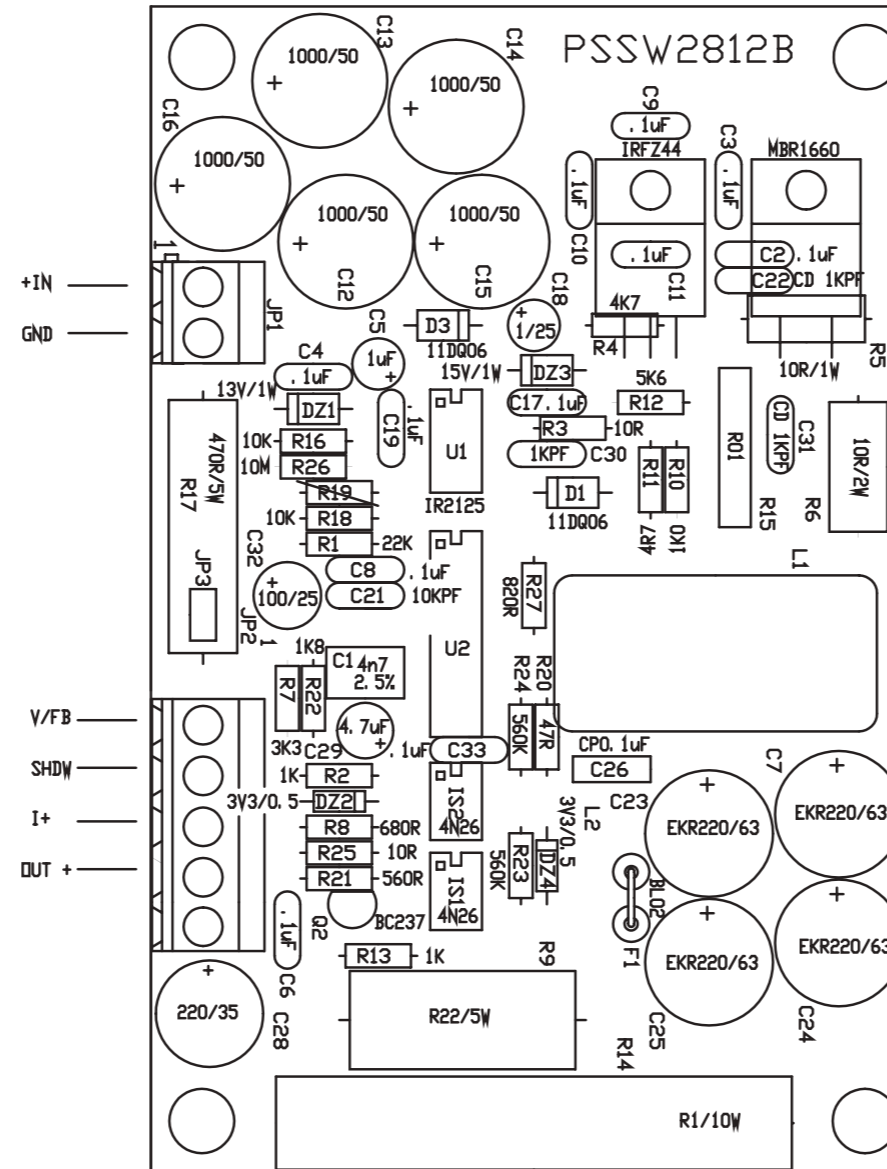 PSSW2812B
C13
1000/50
C14
1000/50
C16
1000/50
C9
.1uF
IRFZ44
C3
.1uF
MBR1660
.1uF
C10
1000/50
C12
1000/50
C15
.1uF
C11
C2
.1uF
C22
CD 1KPF
1
+IN
GND
JP1
C18
1/25
4K7
R4
R5
10R/1W
D3
11DQ06
C5
1uF
C4
.1uF
13V/1W
DZ1
15V/1W
DZ3
5K6
R12
C19
.1uF
C17
.1uF
U1
IR2125
R3
10R
1KPF
C30
10K
R16
10M
R26
R19
10K
R18
R1
22K
470R/5W
R17
D1
11DQ06
R11
4R7
R10
1K0
R01
R15
CD 1KPF
C31
R6
10R/2W
C32
100/25
C8
.1uF
C21
10KPF
JP3
JP2
1
R27
820R
L1
U2
1K8
C1
4n7
2.5%
R7
R22
3K3
R24
560K
R20
47R
V/FB
SHDW
I+
OUT +
4.7uF
C29
.1uF
C33
CP0.1uF
C26
C23
C7
1K
R2
3V3/0.5
DZ2
R8
680R
R25
10R
R21
560R
IS2
4N26
IS1
4N26
L2
3V3/0.5
DZ4
560K
R23
EKR220/63
EKR220/63
BL02
F1
EKR220/63
EKR220/63
C25
C24
Q2
BC237
.1uF
C6
R13
1K
R9
220/35
C28
R22/5W
R14
R1/10W